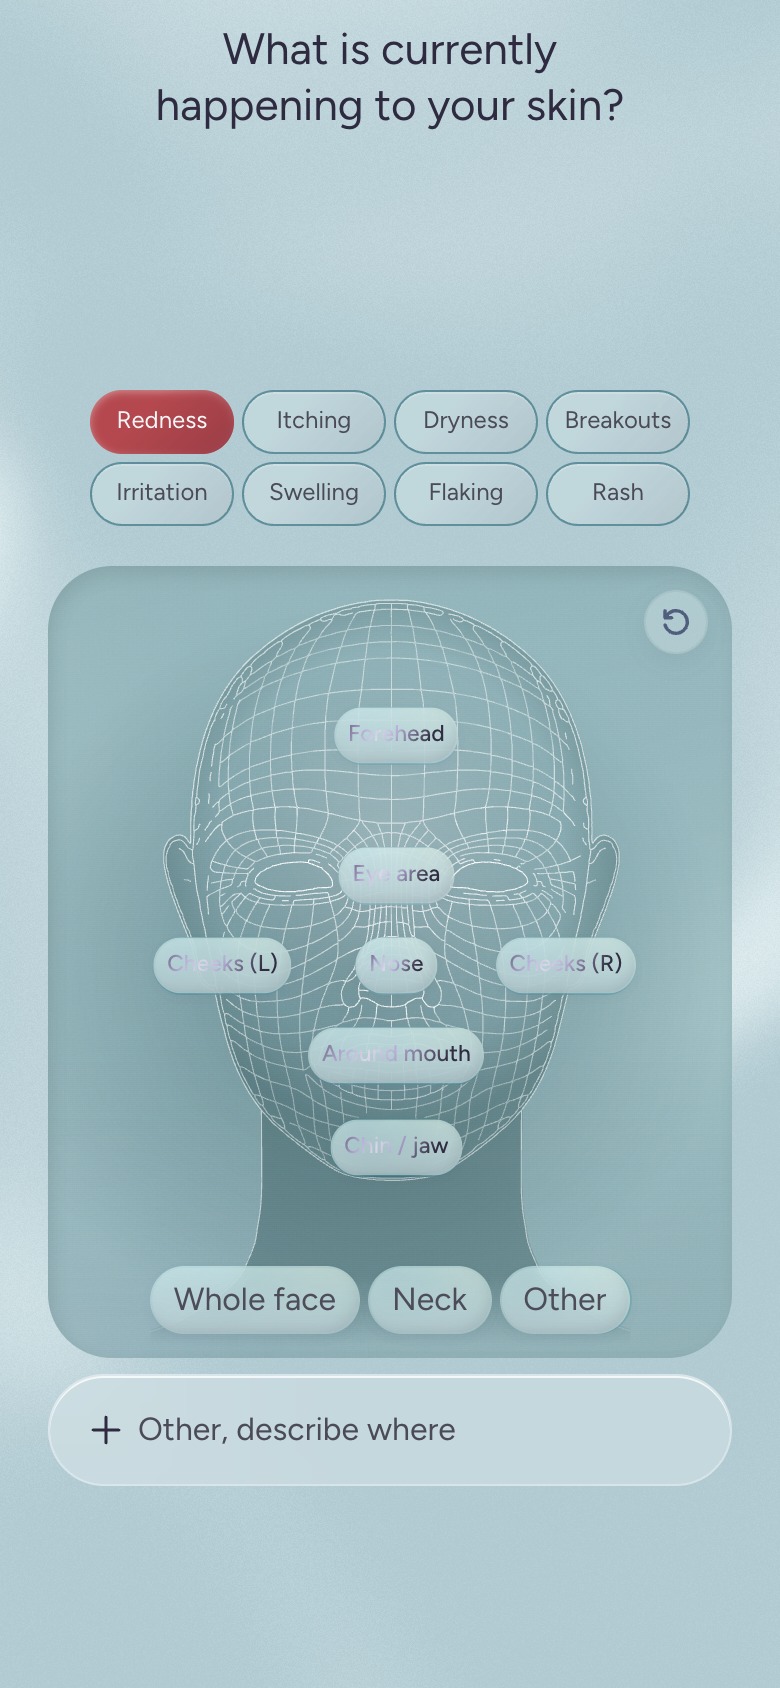 What is currently
happening to your skin?
Redness Itching Dryness Breakouts
Irritation Swelling Flaking Rash
Forehead
Eye area
Cheeks (L) Nose Cheeks (R)
Around mouth
Chin / jaw
Whole face Neck Other
Other, describe where